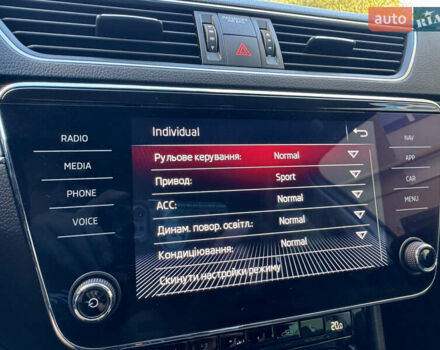 auto RIA
Individual
RADIO
MEDIA
PHONE
VOICE
Рульове керування: Normal
Привод: Sport
ACC: Normal
Динам. повор. освітл.: Normal
Кондиціювання: Normal
Скинути настройки режиму
NAV
APP
CAR
MENU
20.0